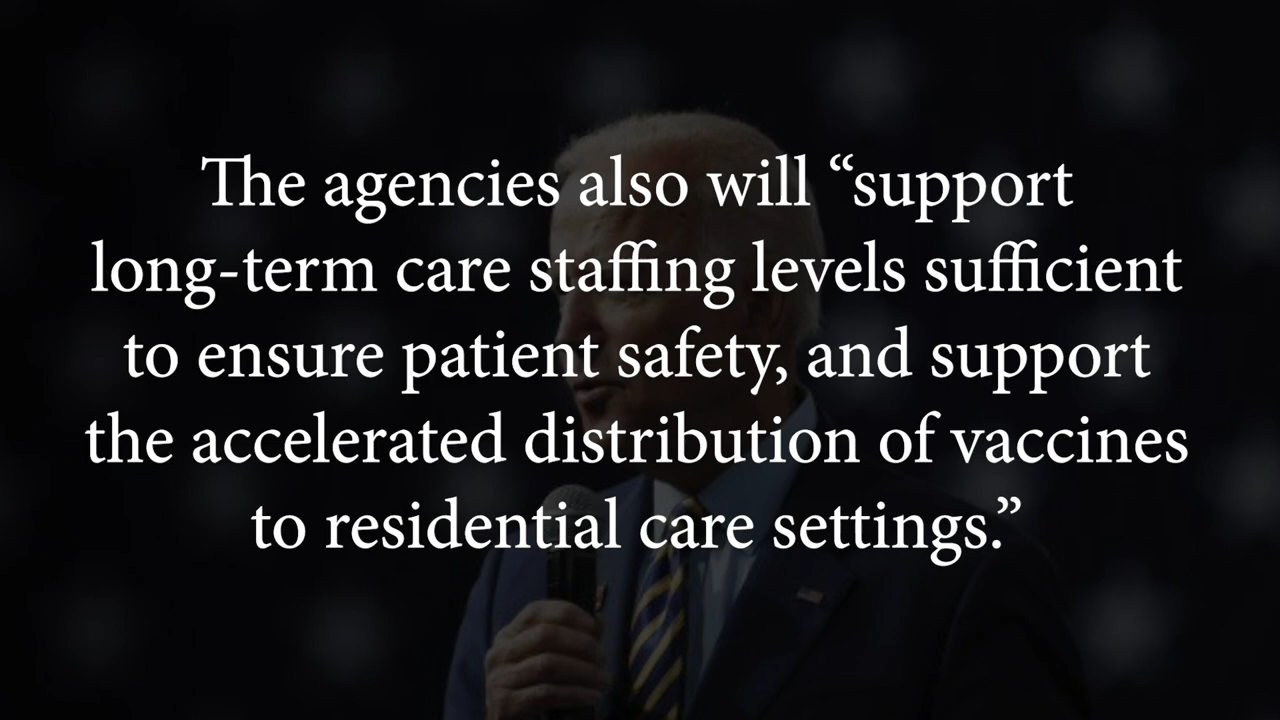 The agencies also will “support
long-term care staffing levels sufficient
to ensure patient safety, and support
the accelerated distribution of vaccines
to residential care settings.”